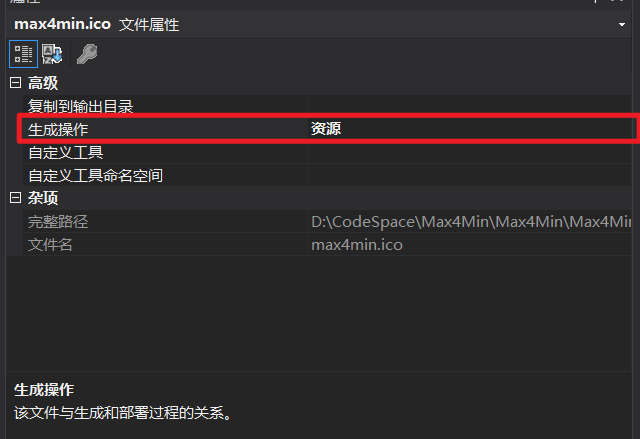 max4min.ico 文件属性
高级
复制到输出目录
生成操作 资源
自定义工具
自定义工具命名空间
杂项
完整路径 D:\CodeSpace\Max4Min\Max4Min\Max4Min
文件名 max4min.ico
生成操作
该文件与生成和部署过程的关系。